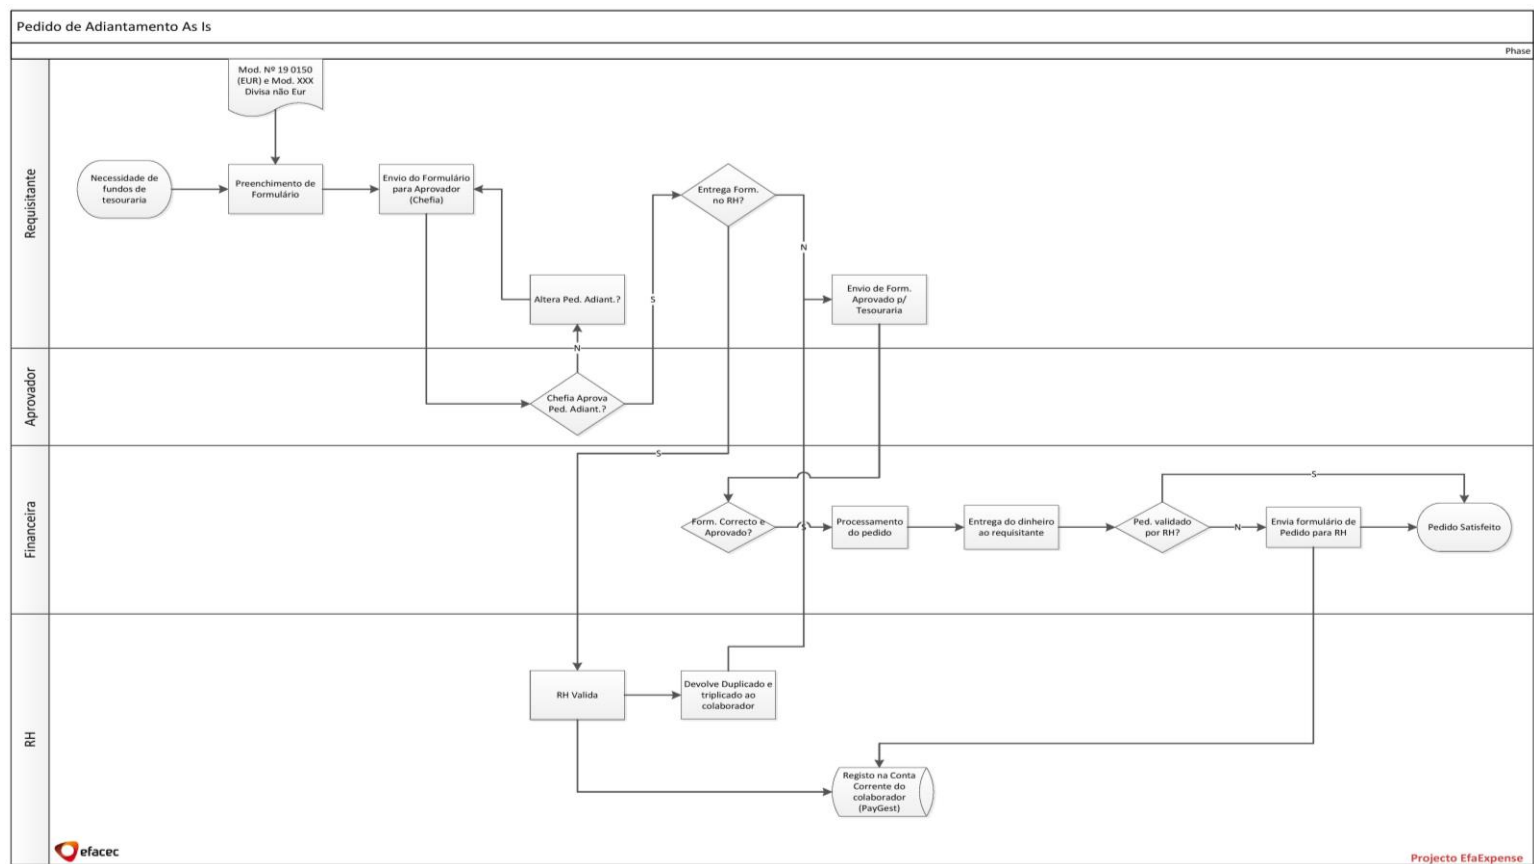 Pedido de Adiantamento As Is
Phase
Requisitante
Mod. Nº 19 0150
(EUR) e Mod. XXX
Divisa não Eur
Necessidade de
fundos de
tesouraria
Preenchimento de
Formulário
Envio do Formulário
para Aprovador
(Chefia)
Entrega Form.
no RH?
N
Altera Ped. Adiant.?
S
Envio de Form.
Aprovado p/
Tesouraria
N
Aprovador
Chefia Aprova
Ped. Adiant.?
S
Financeira
S
Form. Correcto e
Aprovado?
S
Processamento
do pedido
Entrega do dinheiro
ao requisitante
Ped. validado
por RH?
N
Envia formulário de
Pedido para RH
Pedido Satisfeito
RH
RH Valida
Devolve Duplicado e
triplicado ao
colaborador
Registo na Conta
Corrente do
colaborador
(PayGest)
efacec
Projecto EfaExpense